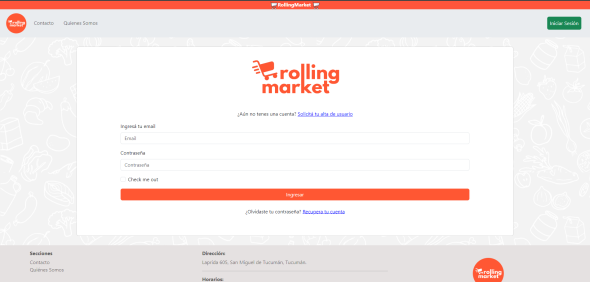 RollingMarket
rolling market
Contacto
Quienes Somos
Iniciar Sesión
rolling
market
¿Aún no tenes una cuenta? Solicitá tu alta de usuario
Ingresá tu email
Email
Contraseña
Contraseña
Check me out
Ingresar
¿Olvidaste tu contraseña? Recupera tu cuenta
Secciones
Contacto
Quiénes Somos
Dirección:
Laprida 605, San Miguel de Tucumán, Tucumán
Horarios:
rolling
market